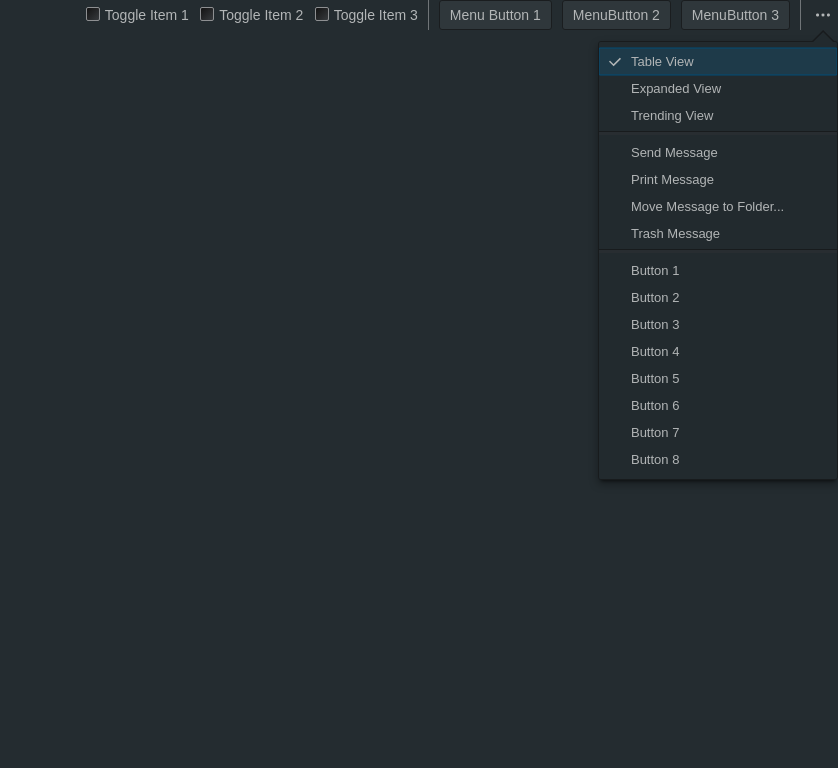 Toggle Item 1 Toggle Item 2 Toggle Item 3 Menu Button 1 MenuButton 2 MenuButton 3
Table View
Expanded View
Trending View
Send Message
Print Message
Move Message to Folder...
Trash Message
Button 1
Button 2
Button 3
Button 4
Button 5
Button 6
Button 7
Button 8